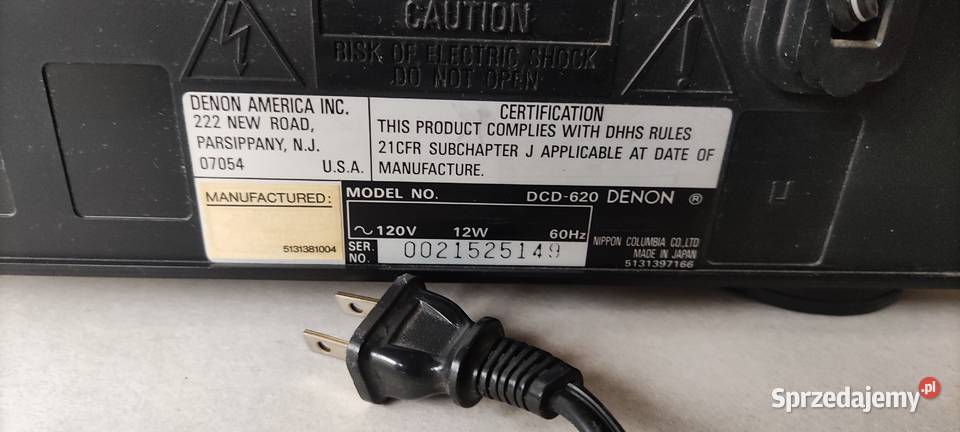 CAUTION
RISK OF ELECTRIC SHOCK
DO NOT OPEN
DENON AMERICA INC.
222 NEW ROAD,
PARSIPPANY, N.J.
07054 U.S.A.
CERTIFICATION
THIS PRODUCT COMPLIES WITH DHHS RULES
21CFR SUBCHAPTER J APPLICABLE AT DATE OF
MANUFACTURE.
MANUFACTURED:
5131381004
MODEL NO. DCD-620 DENON ®
~ 120V 12W 60Hz
SER. NO. 0021525149
NIPPON COLUMBIA CO.,LTD
MADE IN JAPAN
5131397166
Sprzedajemy.pl